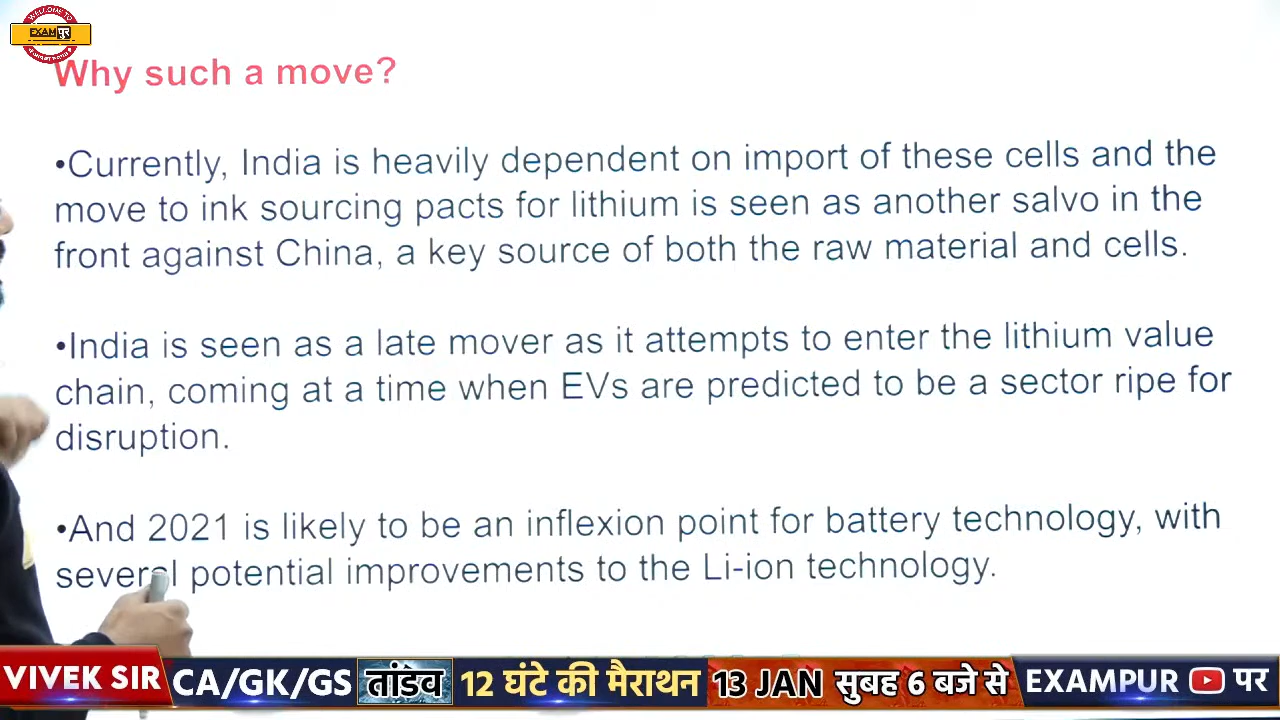 WELCOME TO
EXAMपुर
Why such a move?
•Currently, India is heavily dependent on import of these cells and the
move to ink sourcing pacts for lithium is seen as another salvo in the
front against China, a key source of both the raw material and cells.
•India is seen as a late mover as it attempts to enter the lithium value
chain, coming at a time when EVs are predicted to be a sector ripe for
disruption.
•And 2021 is likely to be an inflexion point for battery technology, with
several potential improvements to the Li-ion technology.
VIVEK SIR CA/GK/GS तांडव 12 घंटे की मैराथन 13 JAN सुबह 6 बजे से EXAMPUR पर